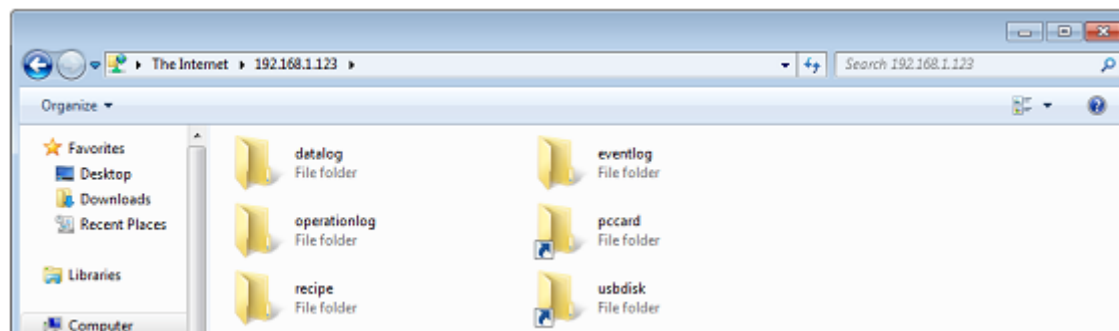 The Internet 192.168.1.123
Search 192.168.1.123
Organize
Favorites
Desktop
Downloads
Recent Places
Libraries
Computer
datalog
File folder
eventlog
File folder
operationlog
File folder
pccard
File folder
recipe
File folder
usbdisk
File folder